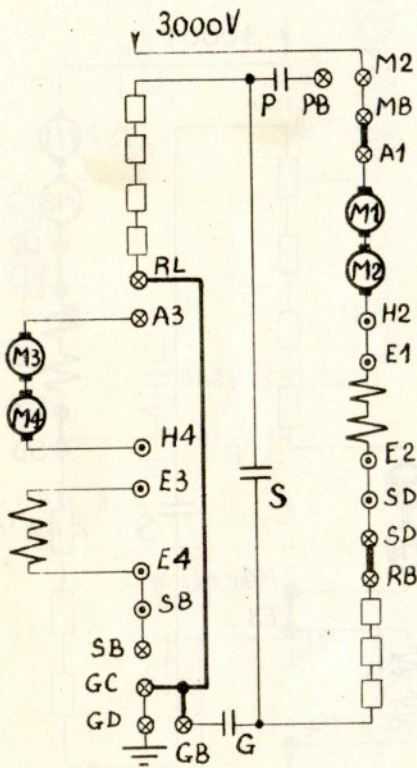 3.000V
M2
P PB
MB
A1
M1
RL
M2
A3
H2
M3
E1
M4
H4
E2
E3
S
SD
SD
E4
RB
SB
SB
GC
GD
GB G